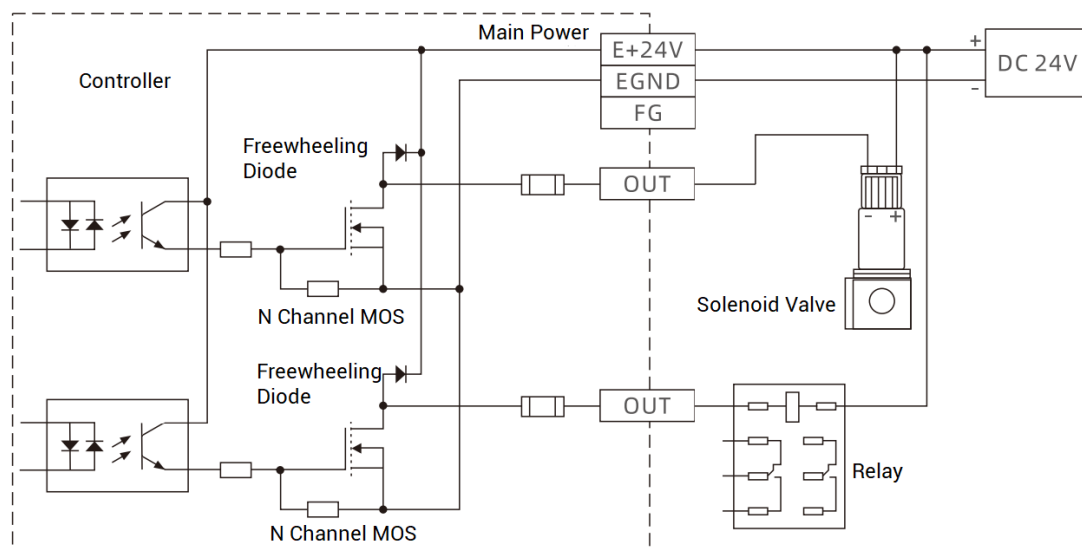 Main Power
E+24V
+
DC 24V
Controller
EGND
-
FG
Freewheeling
Diode
OUT
- +
Solenoid Valve
N Channel MOS
Freewheeling
Diode
OUT
Relay
N Channel MOS